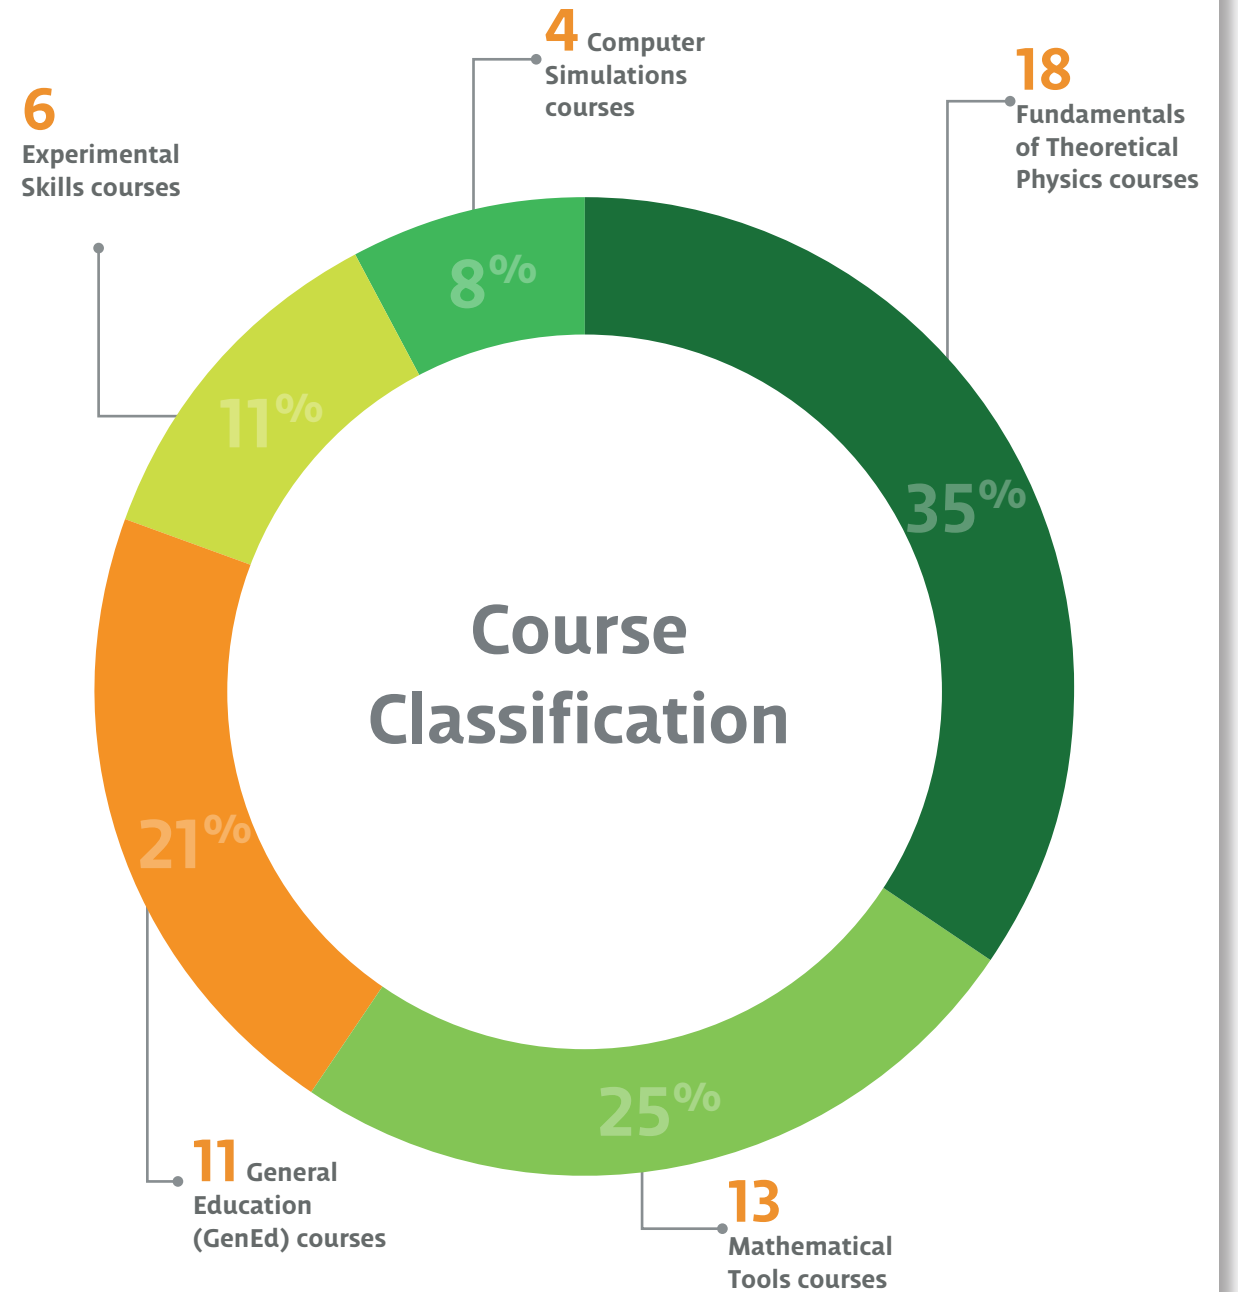 4 Computer
Simulations
courses
18
Fundamentals
of Theoretical
Physics courses
6
Experimental
Skills courses
8%
11%
35%
Course
Classification
21%
25%
11 General
Education
(GenEd) courses
13
Mathematical
Tools courses